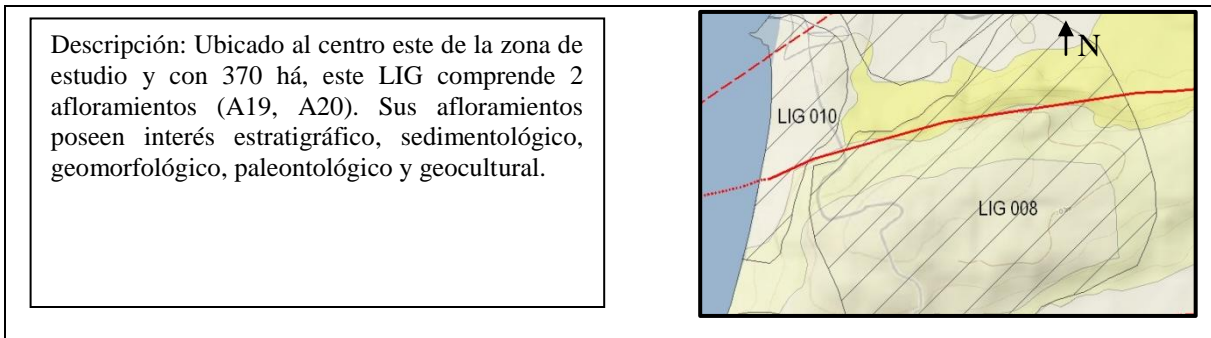 Descripción: Ubicado al centro este de la zona de
estudio y con 370 há, este LIG comprende 2
afloramientos (A19, A20). Sus afloramientos
poseen interés estratigráfico, sedimentológico,
geomorfológico, paleontológico y geocultural.
N
LIG 010
LIG 008